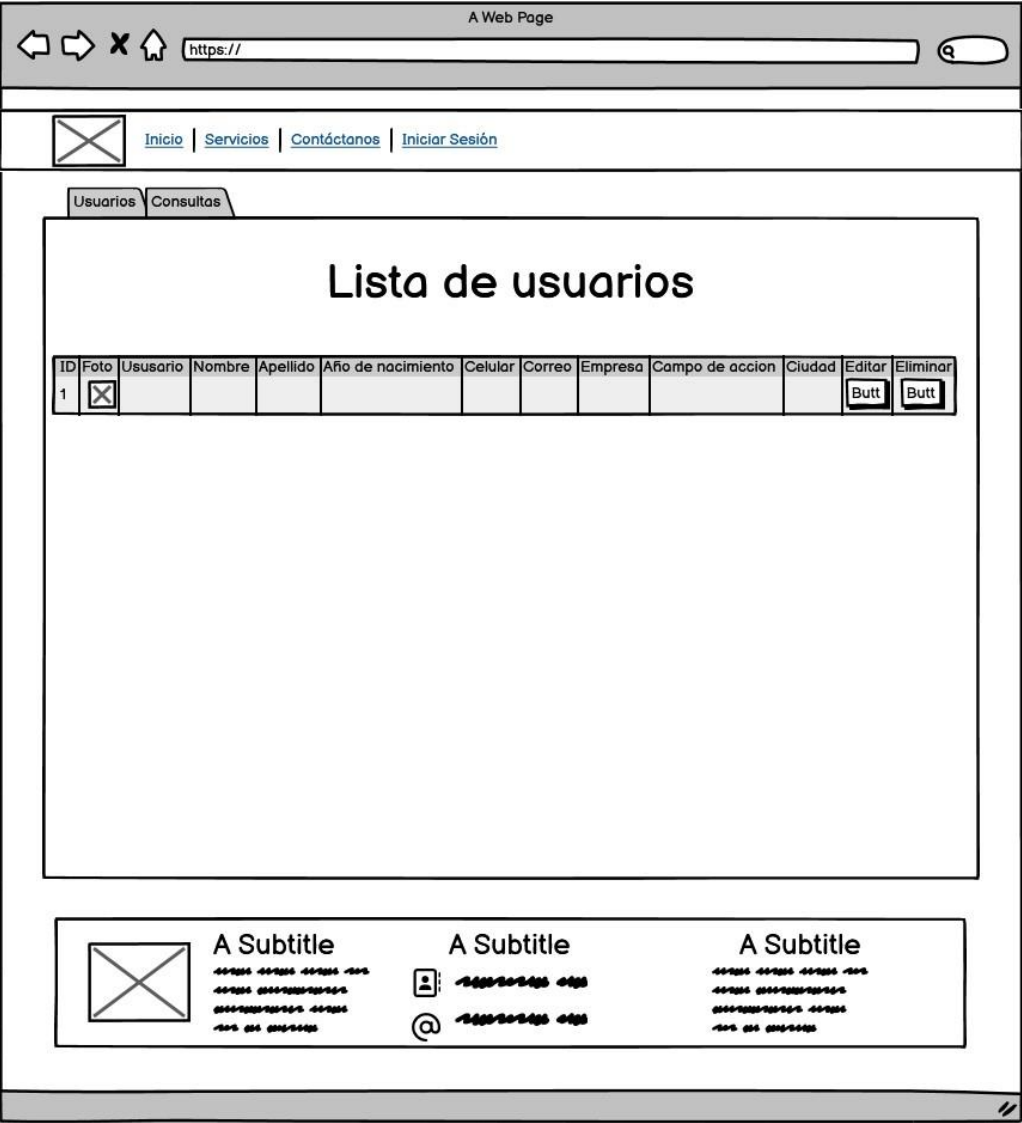 A Web Page
https://
Inicio | Servicios | Contáctanos | Iniciar Sesión
Usuarios Consultas
Lista de usuarios
ID Foto Ususario Nombre Apellido Año de nacimiento Celular Correo Empresa Campo de accion Ciudad Editar Eliminar
1 Butt Butt
A Subtitle A Subtitle A Subtitle
@